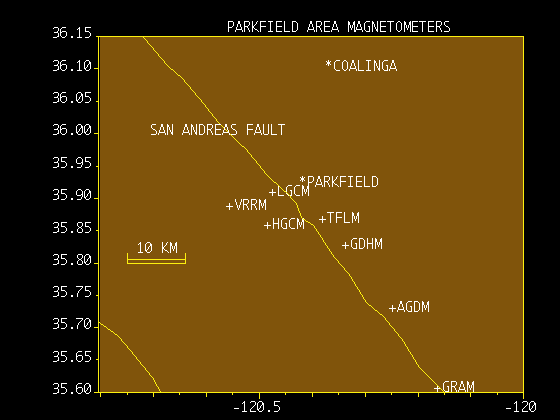 PARKFIELD AREA MAGNETOMETERS
36.15
36.10
*COALINGA
36.05
36.00
SAN ANDREAS FAULT
35.95
*PARKFIELD
35.90
+LGCM
+VRRM
35.85
+HGCM
+TFLM
+GDHM
10 KM
35.80
35.75
+AGDM
35.70
35.65
35.60
+GRAM
-120.5
-120